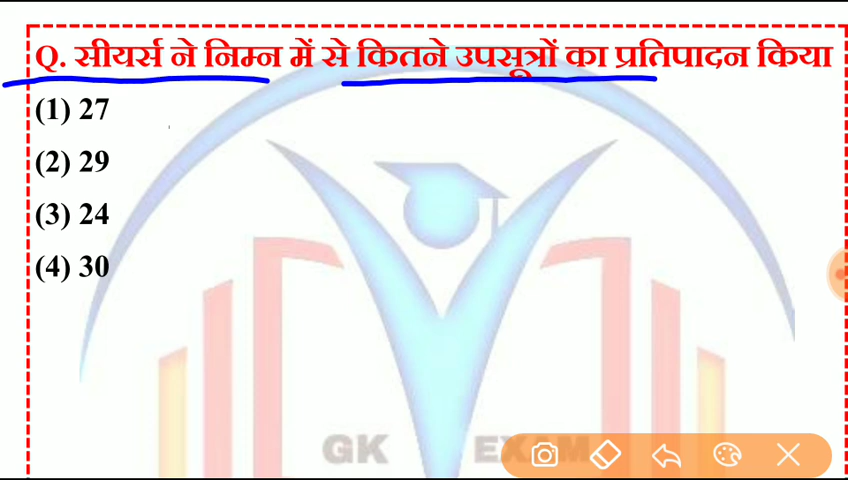 Q. सीयर्स ने निम्न में से कितने उपसूत्रों का प्रतिपादन किया
(1) 27
(2) 29
(3) 24
(4) 30
GK EXAM